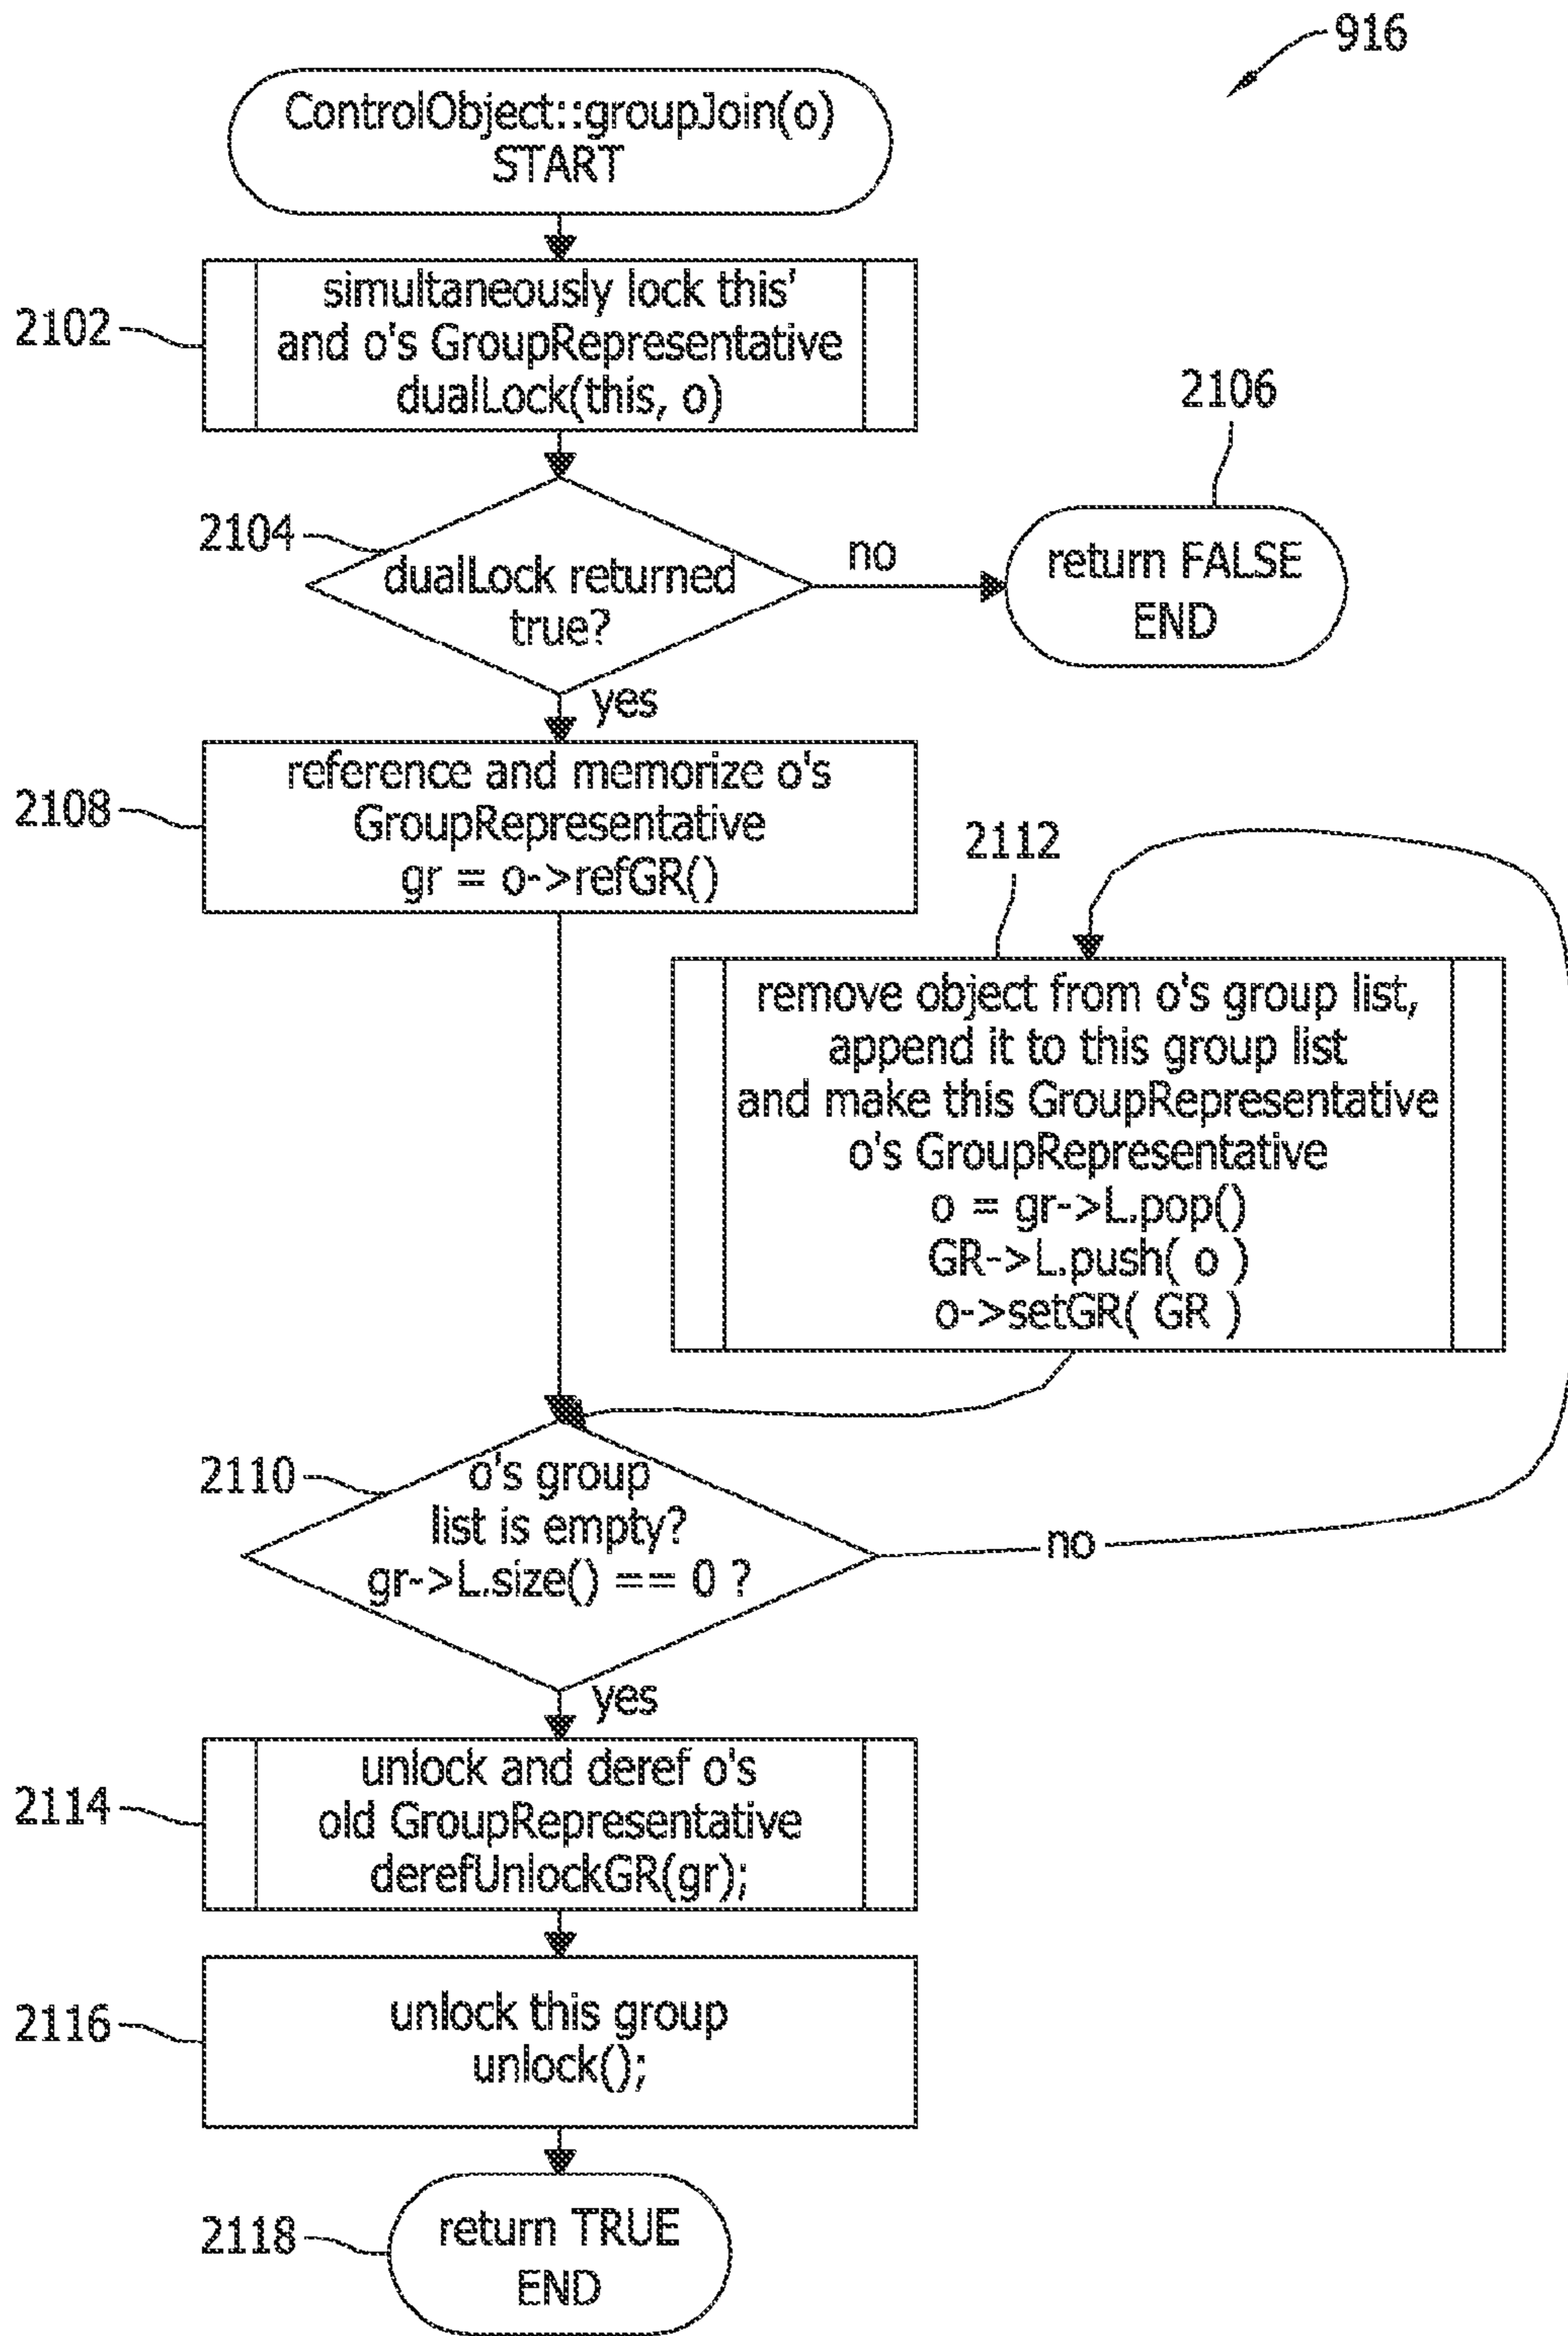 916
ControlObject::groupJoin(o)
START
2102
simultaneously lock this'
and o's GroupRepresentative
dualLock(this, o)
2104
dualLock returned
true?
no
2106
return FALSE
END
yes
2108
reference and memorize o's
GroupRepresentative
gr = o->refGR()
2112
remove object from o's group list,
append it to this group list
and make this GroupRepresentative
o's GroupRepresentative
o = gr->L.pop()
GR->L.push( o )
o->setGR( GR )
2110
o's group
list is empty?
gr->L.size() == 0 ?
no
yes
2114
unlock and deref o's
old GroupRepresentative
derefUnlockGR(gr);
2116
unlock this group
unlock();
2118
return TRUE
END